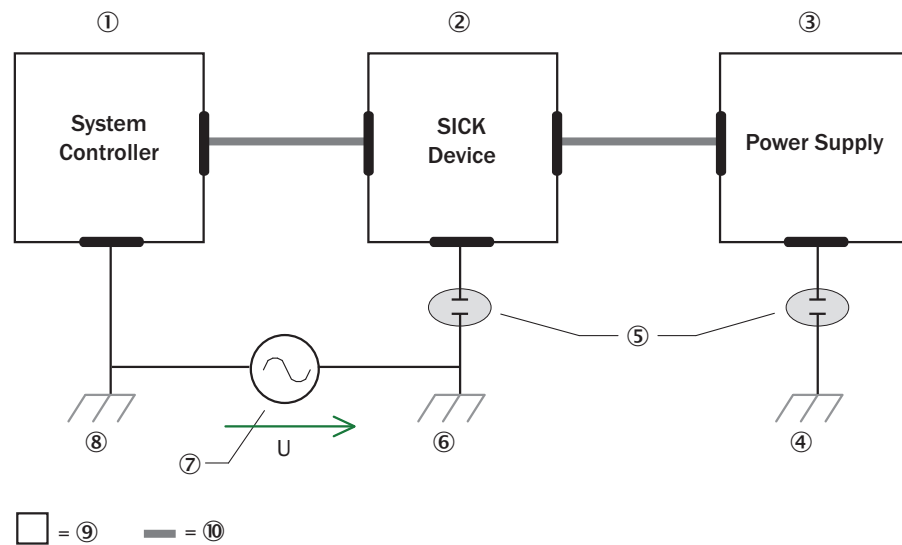 ① ② ③
System
Controller
SICK
Device
Power Supply
⑤
⑧ ⑥ ④
⑦ U
= ⑨ = ⑩